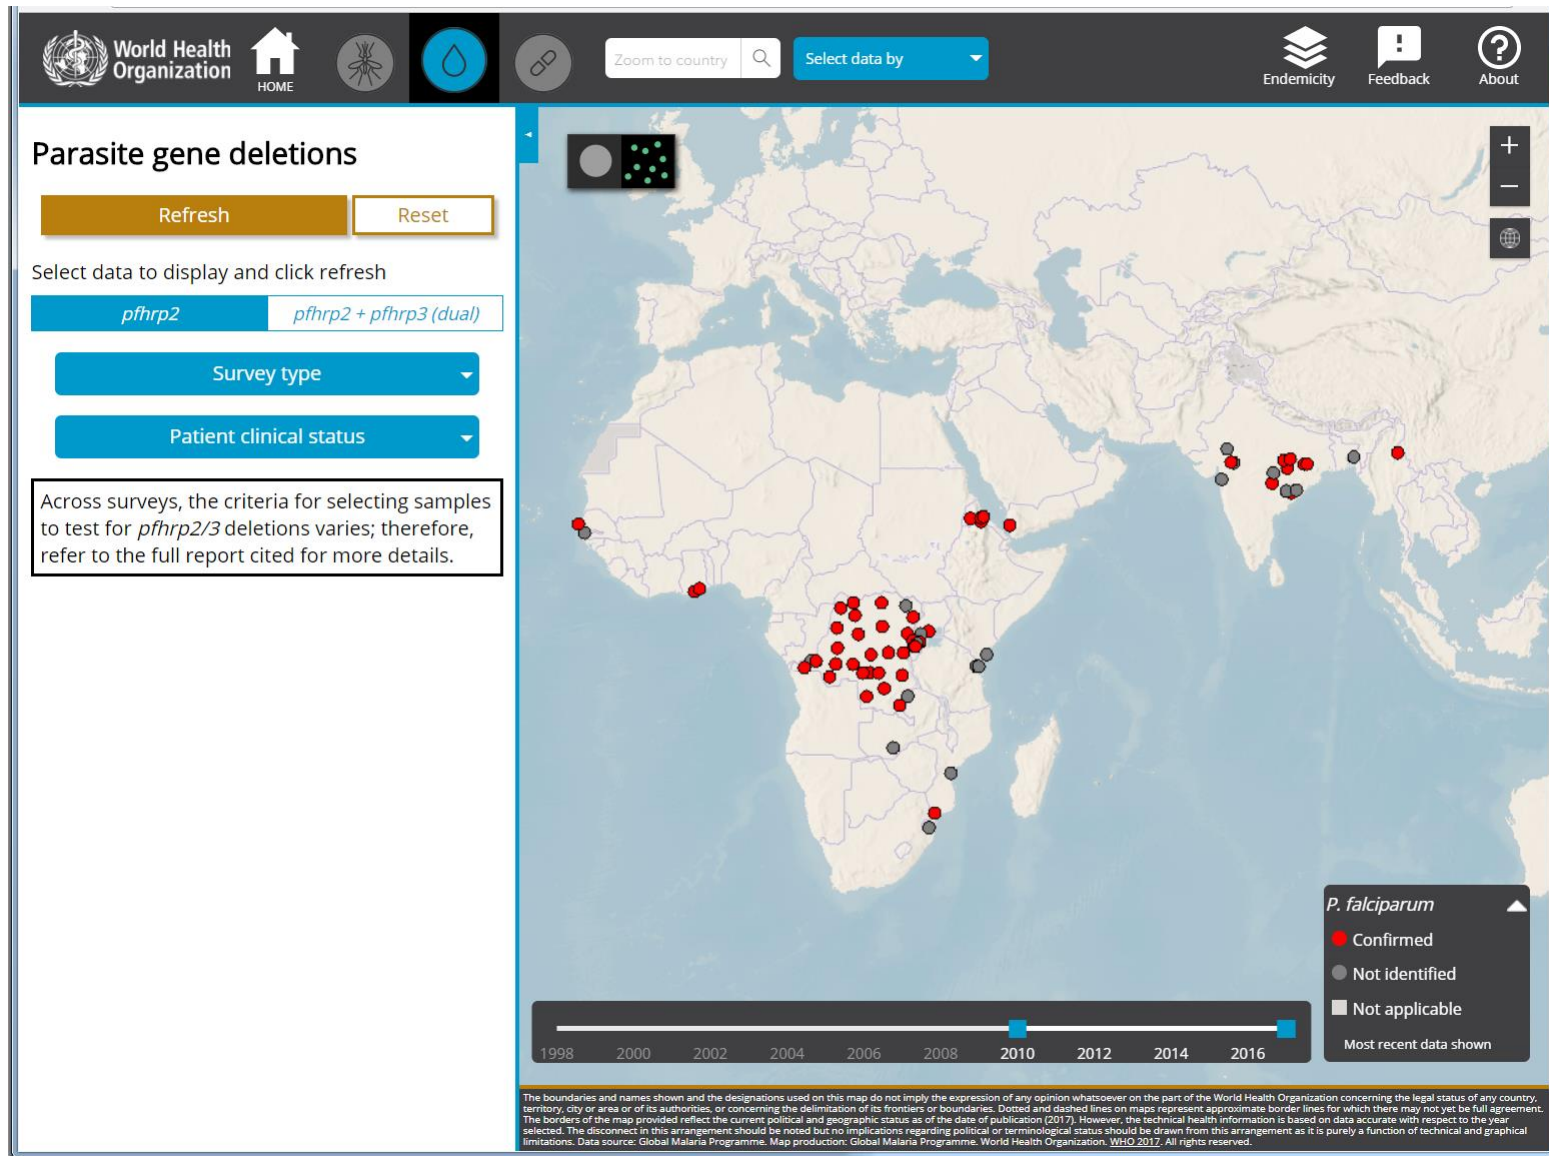 World Health
Organization
HOME
Zoom to country
Select data by
Endemicity
Feedback
About
Parasite gene deletions
Refresh
Reset
Select data to display and click refresh
pfhrp2
pfhrp2 + pfhrp3 (dual)
Survey type
Patient clinical status
Across surveys, the criteria for selecting samples
to test for pfhrp2/3 deletions varies; therefore,
refer to the full report cited for more details.
P. falciparum
Confirmed
Not identified
Not applicable
Most recent data shown
1998 2000 2002 2004 2006 2008 2010 2012 2014 2016
The boundaries and names shown and the designations used on this map do not imply the expression of any opinion whatsoever on the part of the World Health Organization concerning the legal status of any country,
territory, city or area or of its authorities, or concerning the delimitation of its frontiers or boundaries. Dotted and dashed lines on maps represent approximate border lines for which there may not yet be full agreement.
The borders of the map provided reflect the current political and geographic status as of the date of publication (2017). However, the technical health information is based on data accurate with respect to the year
selected. The disconnect in this arrangement should be noted but no implications regarding political or terminological status should be drawn from this arrangement as it is purely a function of technical and graphical
limitations. Data source: Global Malaria Programme. Map production: Global Malaria Programme. World Health Organization. WHO 2017. All rights reserved.